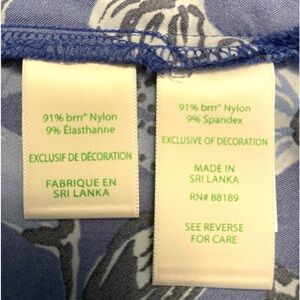 91% brrr° Nylon
9% Élasthanne
EXCLUSIF DE DÉCORATION
FABRIQUE EN
SRI LANKA
91% brrr° Nylon
9% Spandex
EXCLUSIVE OF DECORATION
MADE IN
SRI LANKA
RN# 88189
SEE REVERSE
FOR CARE